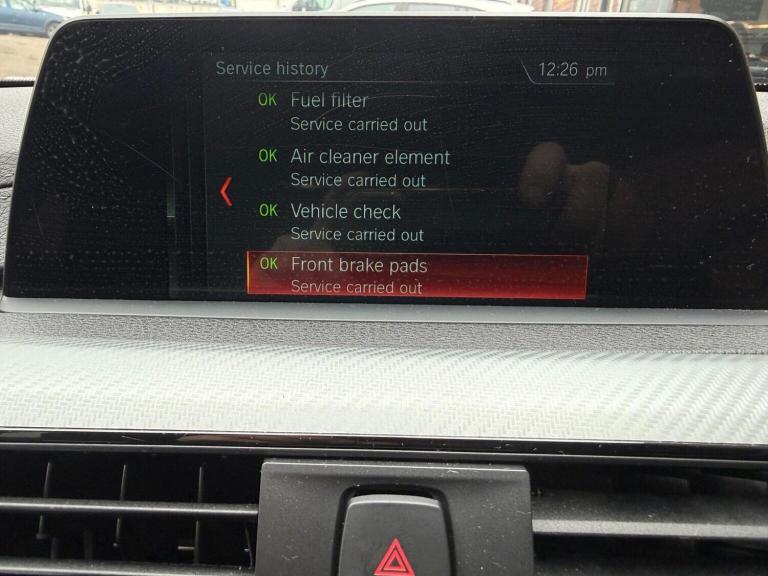 Service history
12:26 pm
OK Fuel filter
Service carried out
OK Air cleaner element
Service carried out
OK Vehicle check
Service carried out
OK Front brake pads
Service carried out